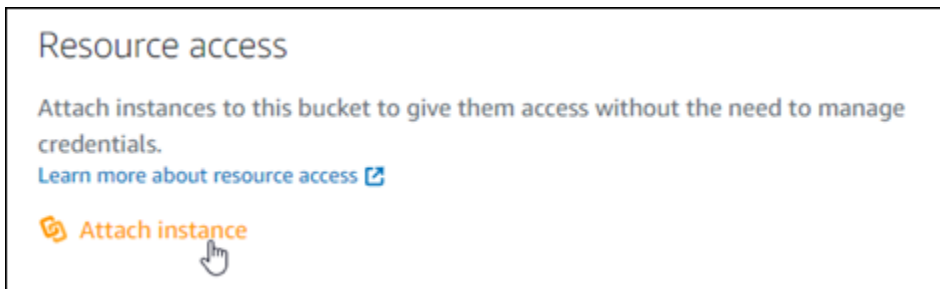 Resource access
Attach instances to this bucket to give them access without the need to manage
credentials.
Learn more about resource access
Attach instance